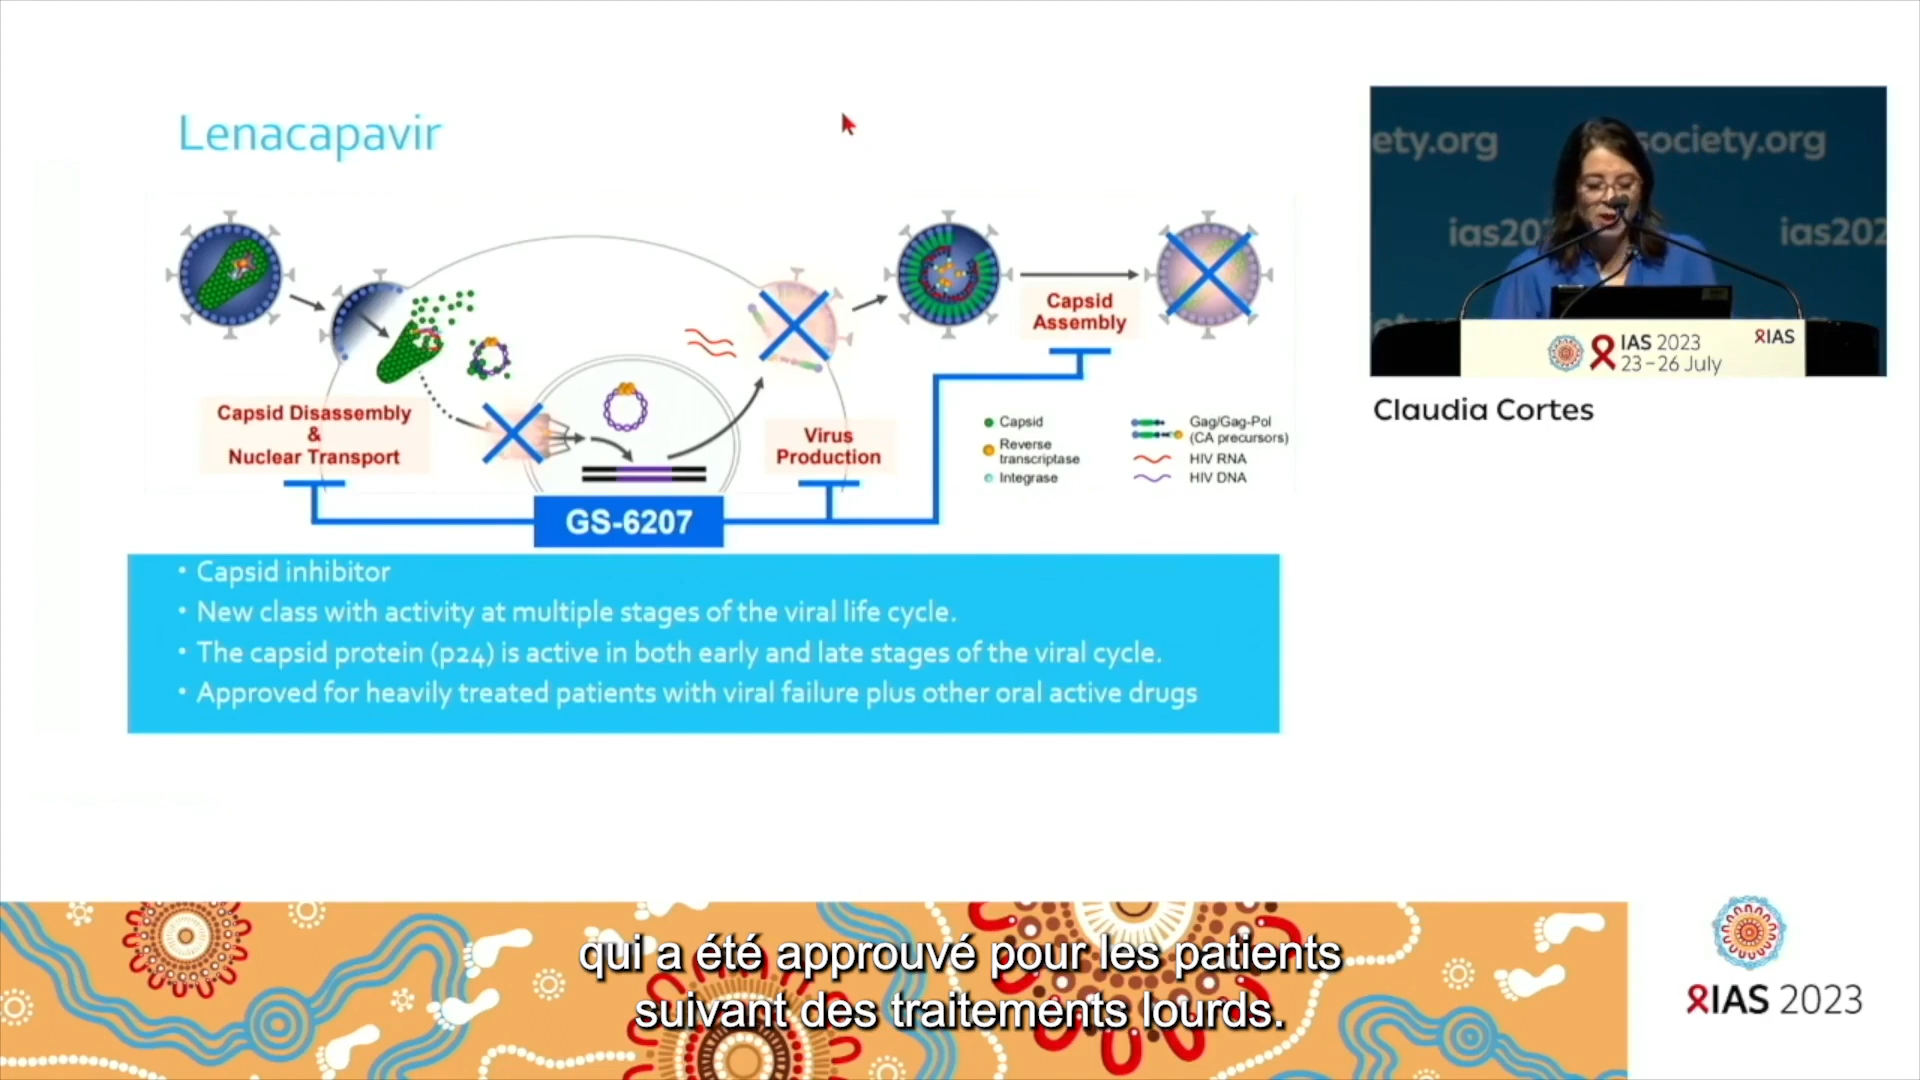 Lenacapavir
Capsid Disassembly
&
Nuclear Transport
Virus
Production
Capsid
Assembly
GS-6207
Capsid
Reverse
transcriptase
Integrase
Gag/Gag-Pol
(CA precursors)
HIV RNA
HIV DNA
• Capsid inhibitor
• New class with activity at multiple stages of the viral life cycle.
• The capsid protein (p24) is active in both early and late stages of the viral cycle.
• Approved for heavily treated patients with viral failure plus other oral active drugs
ety.org
society.org
ias20
ias202
IAS 2023
23–26 July
IAS
Claudia Cortes
qui a été approuvé pour les patients
suivant des traitements lourds.
IAS 2023